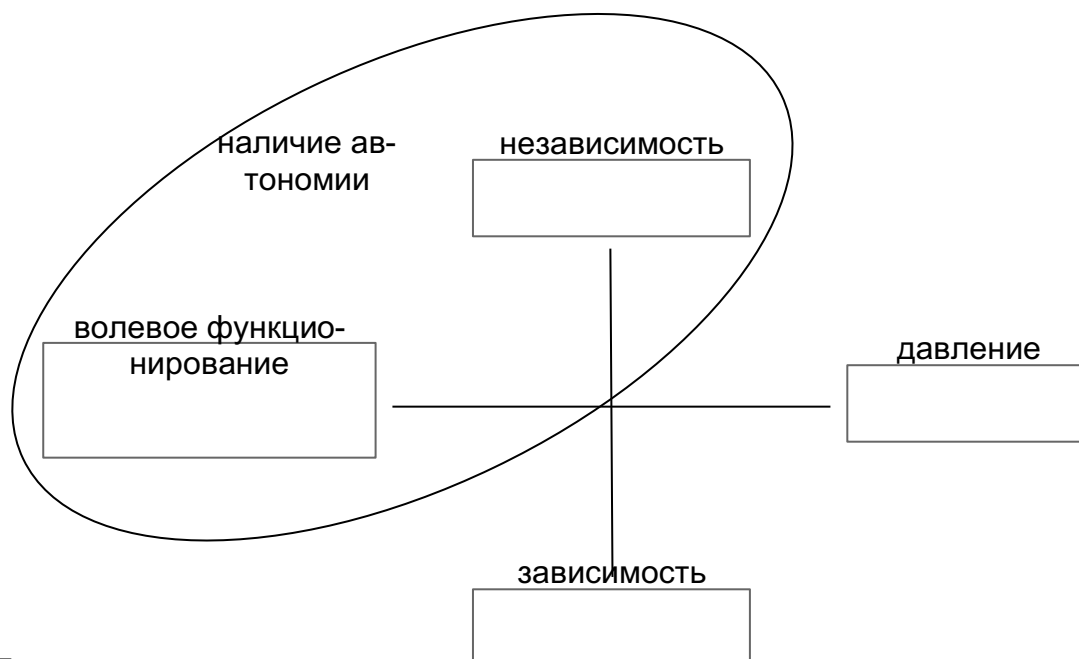 наличие ав-
тономии
независимость
волевое функцио-
нирование
давление
зависимость